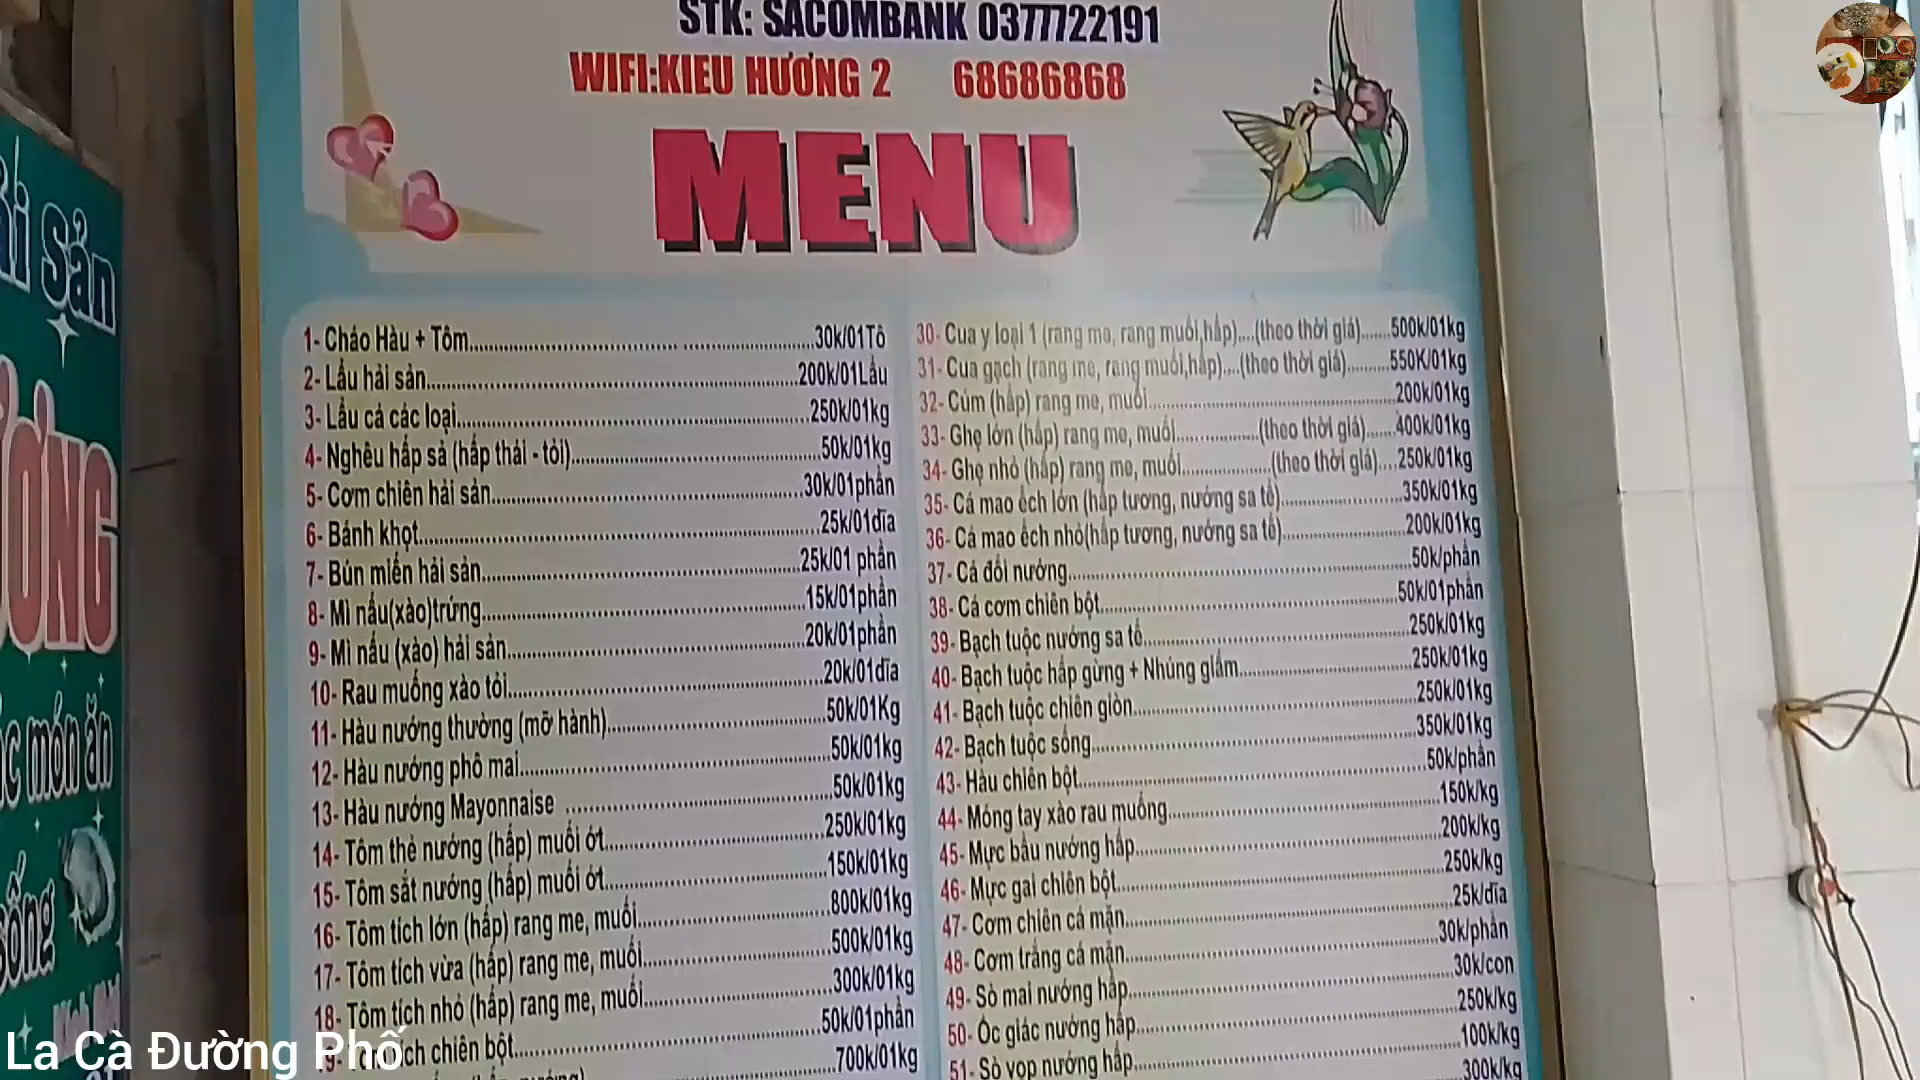 STK: SACOMBANK 0377722191
WIFI:KIEU HƯƠNG 2 68686868
MENU
1- Cháo Hàu + Tôm....................30k/01Tô
2- Lẩu hải sản....................200k/01Lẩu
3- Lẩu cá các loại....................250k/01kg
4- Nghêu hấp sả (hấp thái - tỏi)....................50k/01kg
5- Cơm chiên hải sản....................30k/01phần
6- Bánh khọt....................25k/01dĩa
7- Bún miến hải sản....................25k/01 phần
8- Mì nấu(xào)trứng....................15k/01phần
9- Mì nấu (xào) hải sản....................20k/01phần
10- Rau muống xào tỏi....................20k/01dĩa
11- Hàu nướng thường (mỡ hành)....................50k/01Kg
12- Hàu nướng phô mai....................50k/01kg
13- Hàu nướng Mayonnaise ....................50k/01kg
14- Tôm thẻ nướng (hấp) muối ớt....................250k/01kg
15- Tôm sắt nướng (hấp) muối ớt....................150k/01kg
16- Tôm tích lớn (hấp) rang me, muối....................800k/01kg
17- Tôm tích vừa (hấp) rang me, muối....................500k/01kg
18- Tôm tích nhỏ (hấp) rang me, muối....................300k/01kg
tích chiên bột....................50k/01phần
700k/01kg
30- Cua y loại 1 (rang me, rang muối,hấp)....(theo thời giá).......500k/01kg
31- Cua gạch (rang me, rang muối,hấp)....(theo thời giá).........550K/01kg
32- Cúm (hấp) rang me, muối....................200k/01kg
33- Ghẹ lớn (hấp) rang me, muối.................(theo thời giá)......400k/01kg
34- Ghẹ nhỏ (hấp) rang me, muối..................(theo thời giá)....250k/01kg
35- Cá mao ếch lớn (hấp tương, nướng sa tế)....................350k/01kg
36- Cá mao ếch nhỏ(hấp tương, nướng sa tế)....................200k/01kg
37- Cá đối nướng....................50k/phần
38- Cá cơm chiên bột....................50k/01phần
39- Bạch tuộc nướng sa tế....................250k/01kg
40- Bạch tuộc hấp gừng + Nhúng giấm....................250k/01kg
41- Bạch tuộc chiên giòn....................250k/01kg
42- Bạch tuộc sống....................350k/01kg
43- Hàu chiên bột....................50k/phần
44- Móng tay xào rau muống....................150k/kg
45- Mực bầu nướng hấp....................200k/kg
46- Mực gai chiên bột....................250k/kg
47- Cơm chiên cá mặn....................25k/dĩa
48- Cơm trắng cá mặn....................30k/phần
49- Sò mai nướng hấp....................30k/con
50- Ốc giác nướng hấp....................250k/kg
51- Sò vọp nướng hấp....................100k/kg
300k/kg
sản
ƠNG
món ăn
sống
La Cà Đường Phố